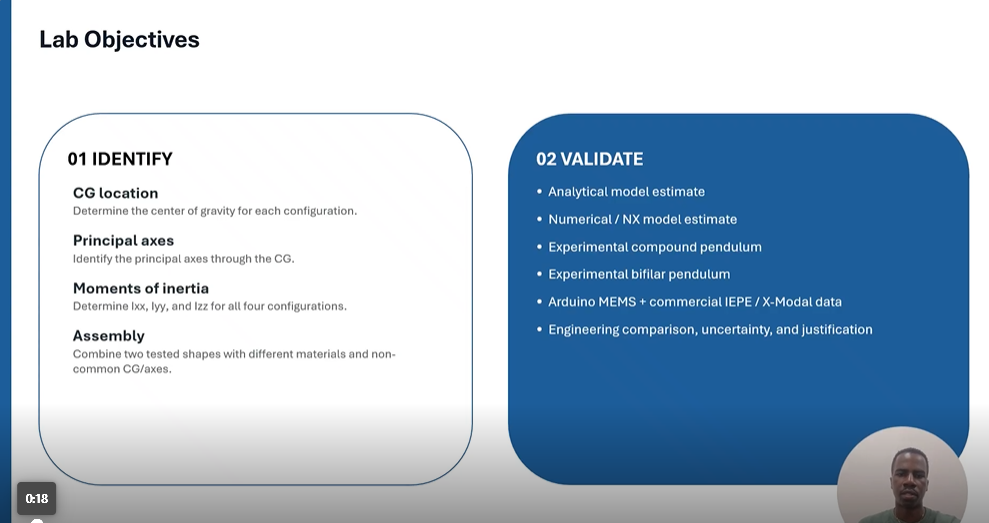 Lab Objectives
01 IDENTIFY
CG location
Determine the center of gravity for each configuration.
Principal axes
Identify the principal axes through the CG.
Moments of inertia
Determine Ixx, Iyy, and Izz for all four configurations.
Assembly
Combine two tested shapes with different materials and non-
common CG/axes.
02 VALIDATE
• Analytical model estimate
• Numerical / NX model estimate
• Experimental compound pendulum
• Experimental bifilar pendulum
• Arduino MEMS + commercial IEPE / X-Modal data
• Engineering comparison, uncertainty, and justification
0:18